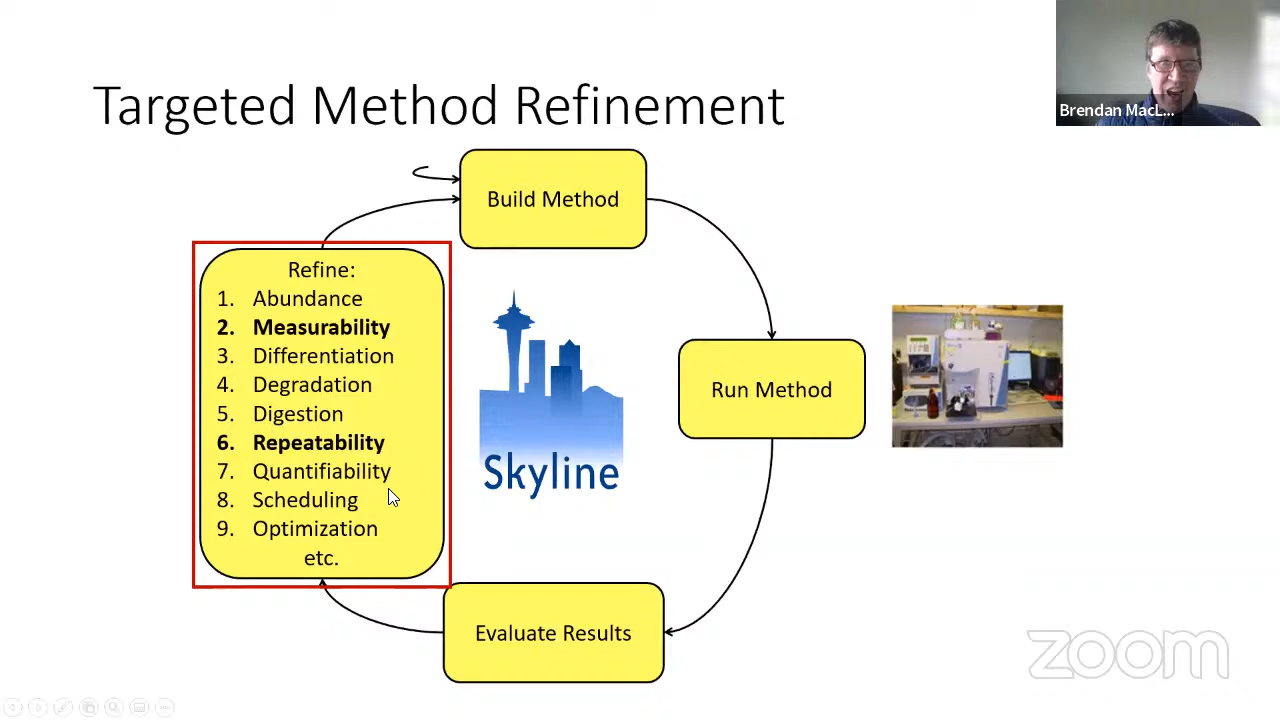 Targeted Method Refinement
Brendan MacL...
Build Method
Refine:
1. Abundance
2. Measurability
3. Differentiation
4. Degradation
5. Digestion
6. Repeatability
7. Quantifiability
8. Scheduling
9. Optimization
etc.
Skyline
Run Method
Evaluate Results
zoom